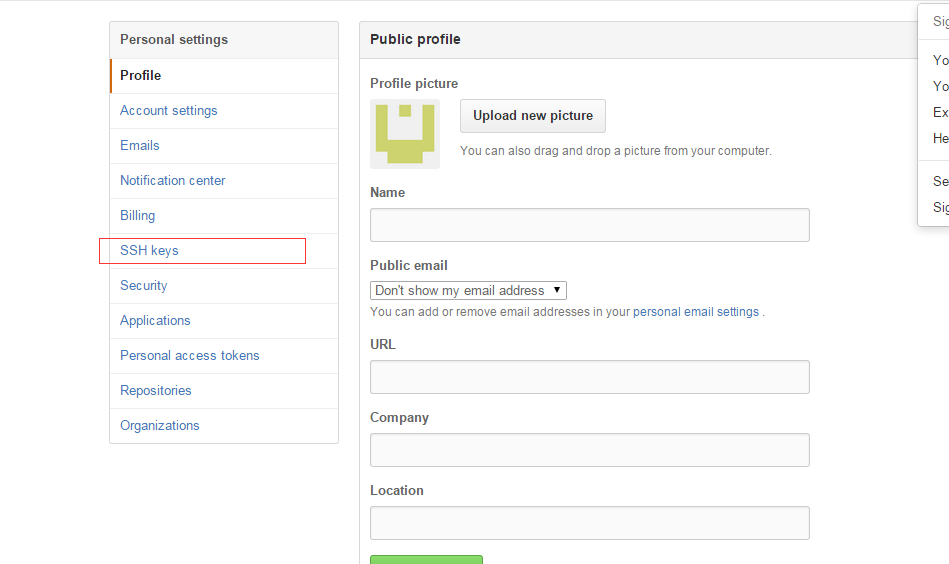 Personal settings
Profile
Account settings
Emails
Notification center
Billing
SSH keys
Security
Applications
Personal access tokens
Repositories
Organizations
Public profile
Profile picture
Upload new picture
You can also drag and drop a picture from your computer.
Name
Public email
Don't show my email address
You can add or remove email addresses in your personal email settings .
URL
Company
Location
Sig
Yo
Yo
Ex
He
Se
Sig